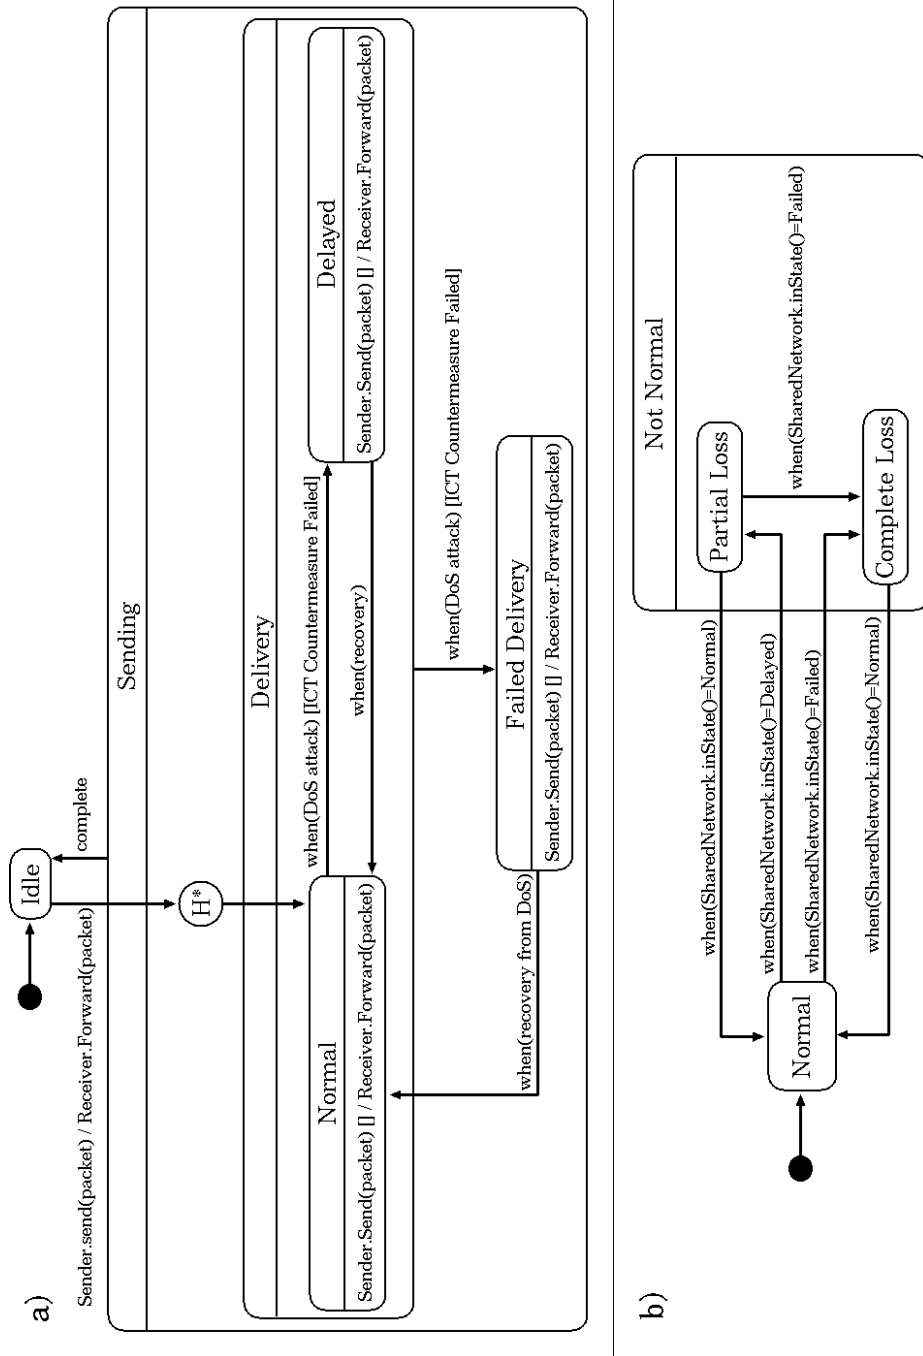 a)
Idle
Sender.send(packet) / Receiver.Forward(packet)
complete
Sending
H*
Delivery
Normal
Sender.Send(packet) [] / Receiver.Forward(packet)
when(DoS attack) [ICT Countermeasure Failed]
when(recovery)
Delayed
Sender.Send(packet) [] / Receiver.Forward(packet)
when(DoS attack) [ICT Countermeasure Failed]
Failed Delivery
Sender.Send(packet) [] / Receiver.Forward(packet)
when(recovery from DoS)
b)
Not Normal
Normal
when(SharedNetwork.inState()=Normal)
when(SharedNetwork.inState()=Delayed)
when(SharedNetwork.inState()=Failed)
when(SharedNetwork.inState()=Normal)
Partial Loss
when(SharedNetwork.inState()=Failed)
Complete Loss